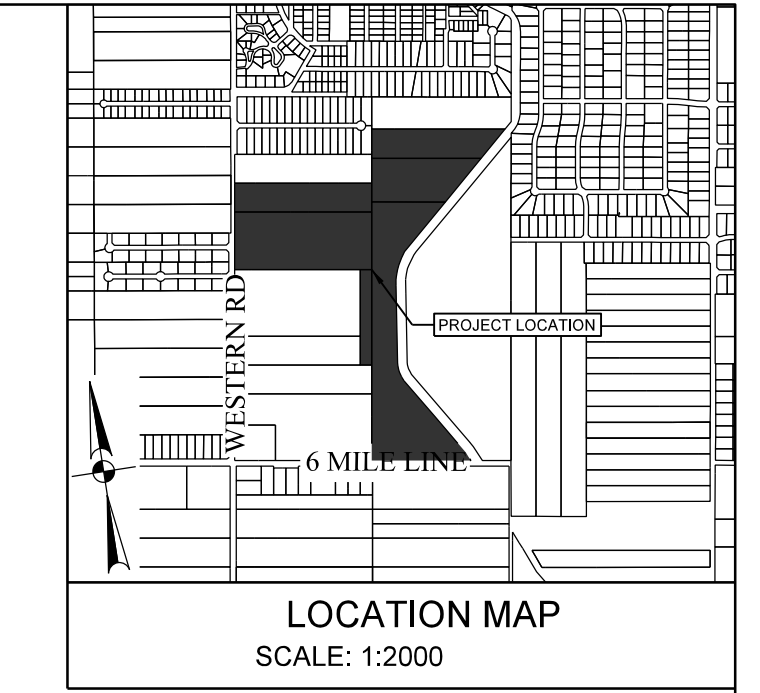 PROJECT LOCATION
WESTERN RD
6 MILE LINE
LOCATION MAP
SCALE: 1:2000